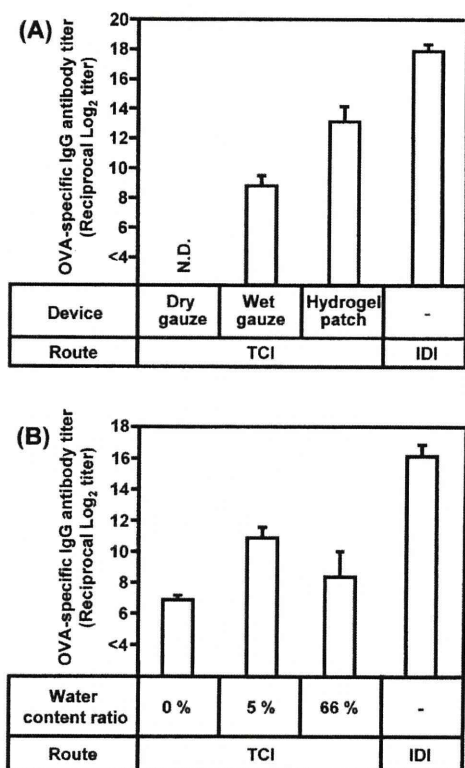 (A)
OVA-specific IgG antibody titer
(Reciprocal Log₂ titer)
20
18
16
14
12
10
8
6
<4
N.D.
Device
Dry gauze
Wet gauze
Hydrogel patch
-
Route
TCI
IDI
(B)
OVA-specific IgG antibody titer
(Reciprocal Log₂ titer)
18
16
14
12
10
8
6
<4
Water content ratio
0 %
5 %
66 %
-
Route
TCI
IDI